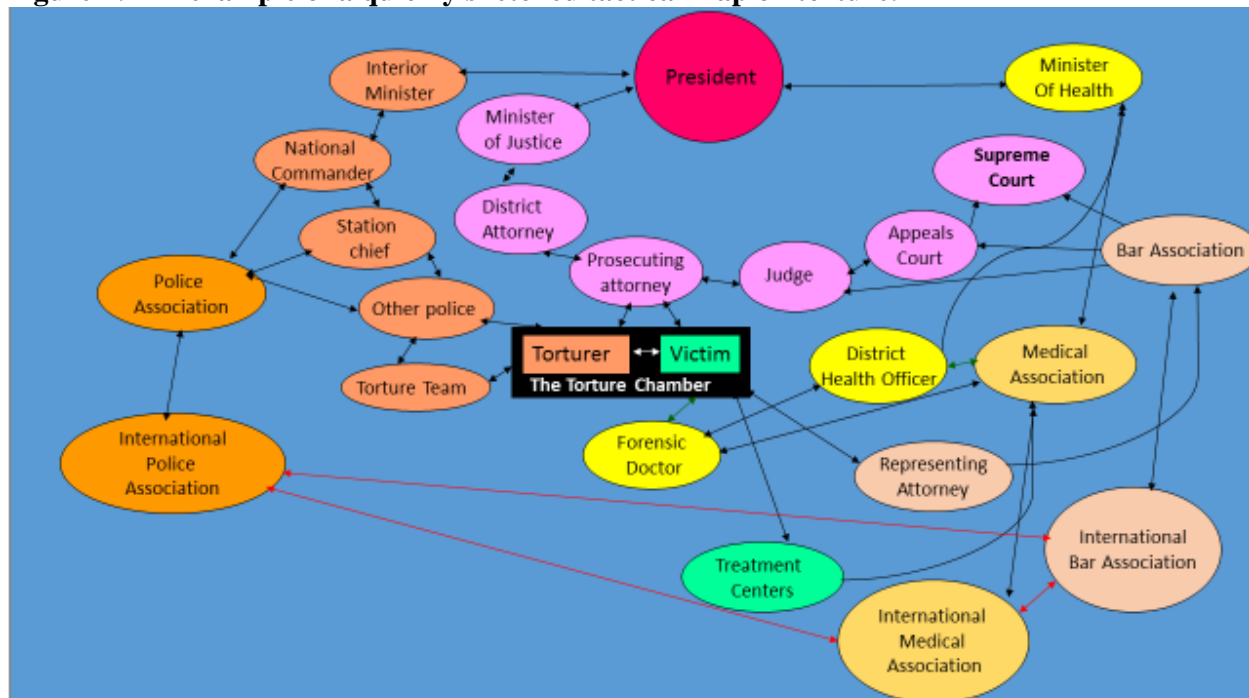 Interior
Minister
President
Minister
Of Health
Minister
of Justice
National
Commander
Supreme
Court
District
Attorney
Station
chief
Appeals
Court
Bar Association
Police
Association
Prosecuting
attorney
Judge
Other police
Torturer
Victim
The Torture Chamber
District
Health Officer
Medical
Association
Torture Team
International
Police
Association
Forensic
Doctor
Representing
Attorney
International
Bar Association
Treatment
Centers
International
Medical
Association